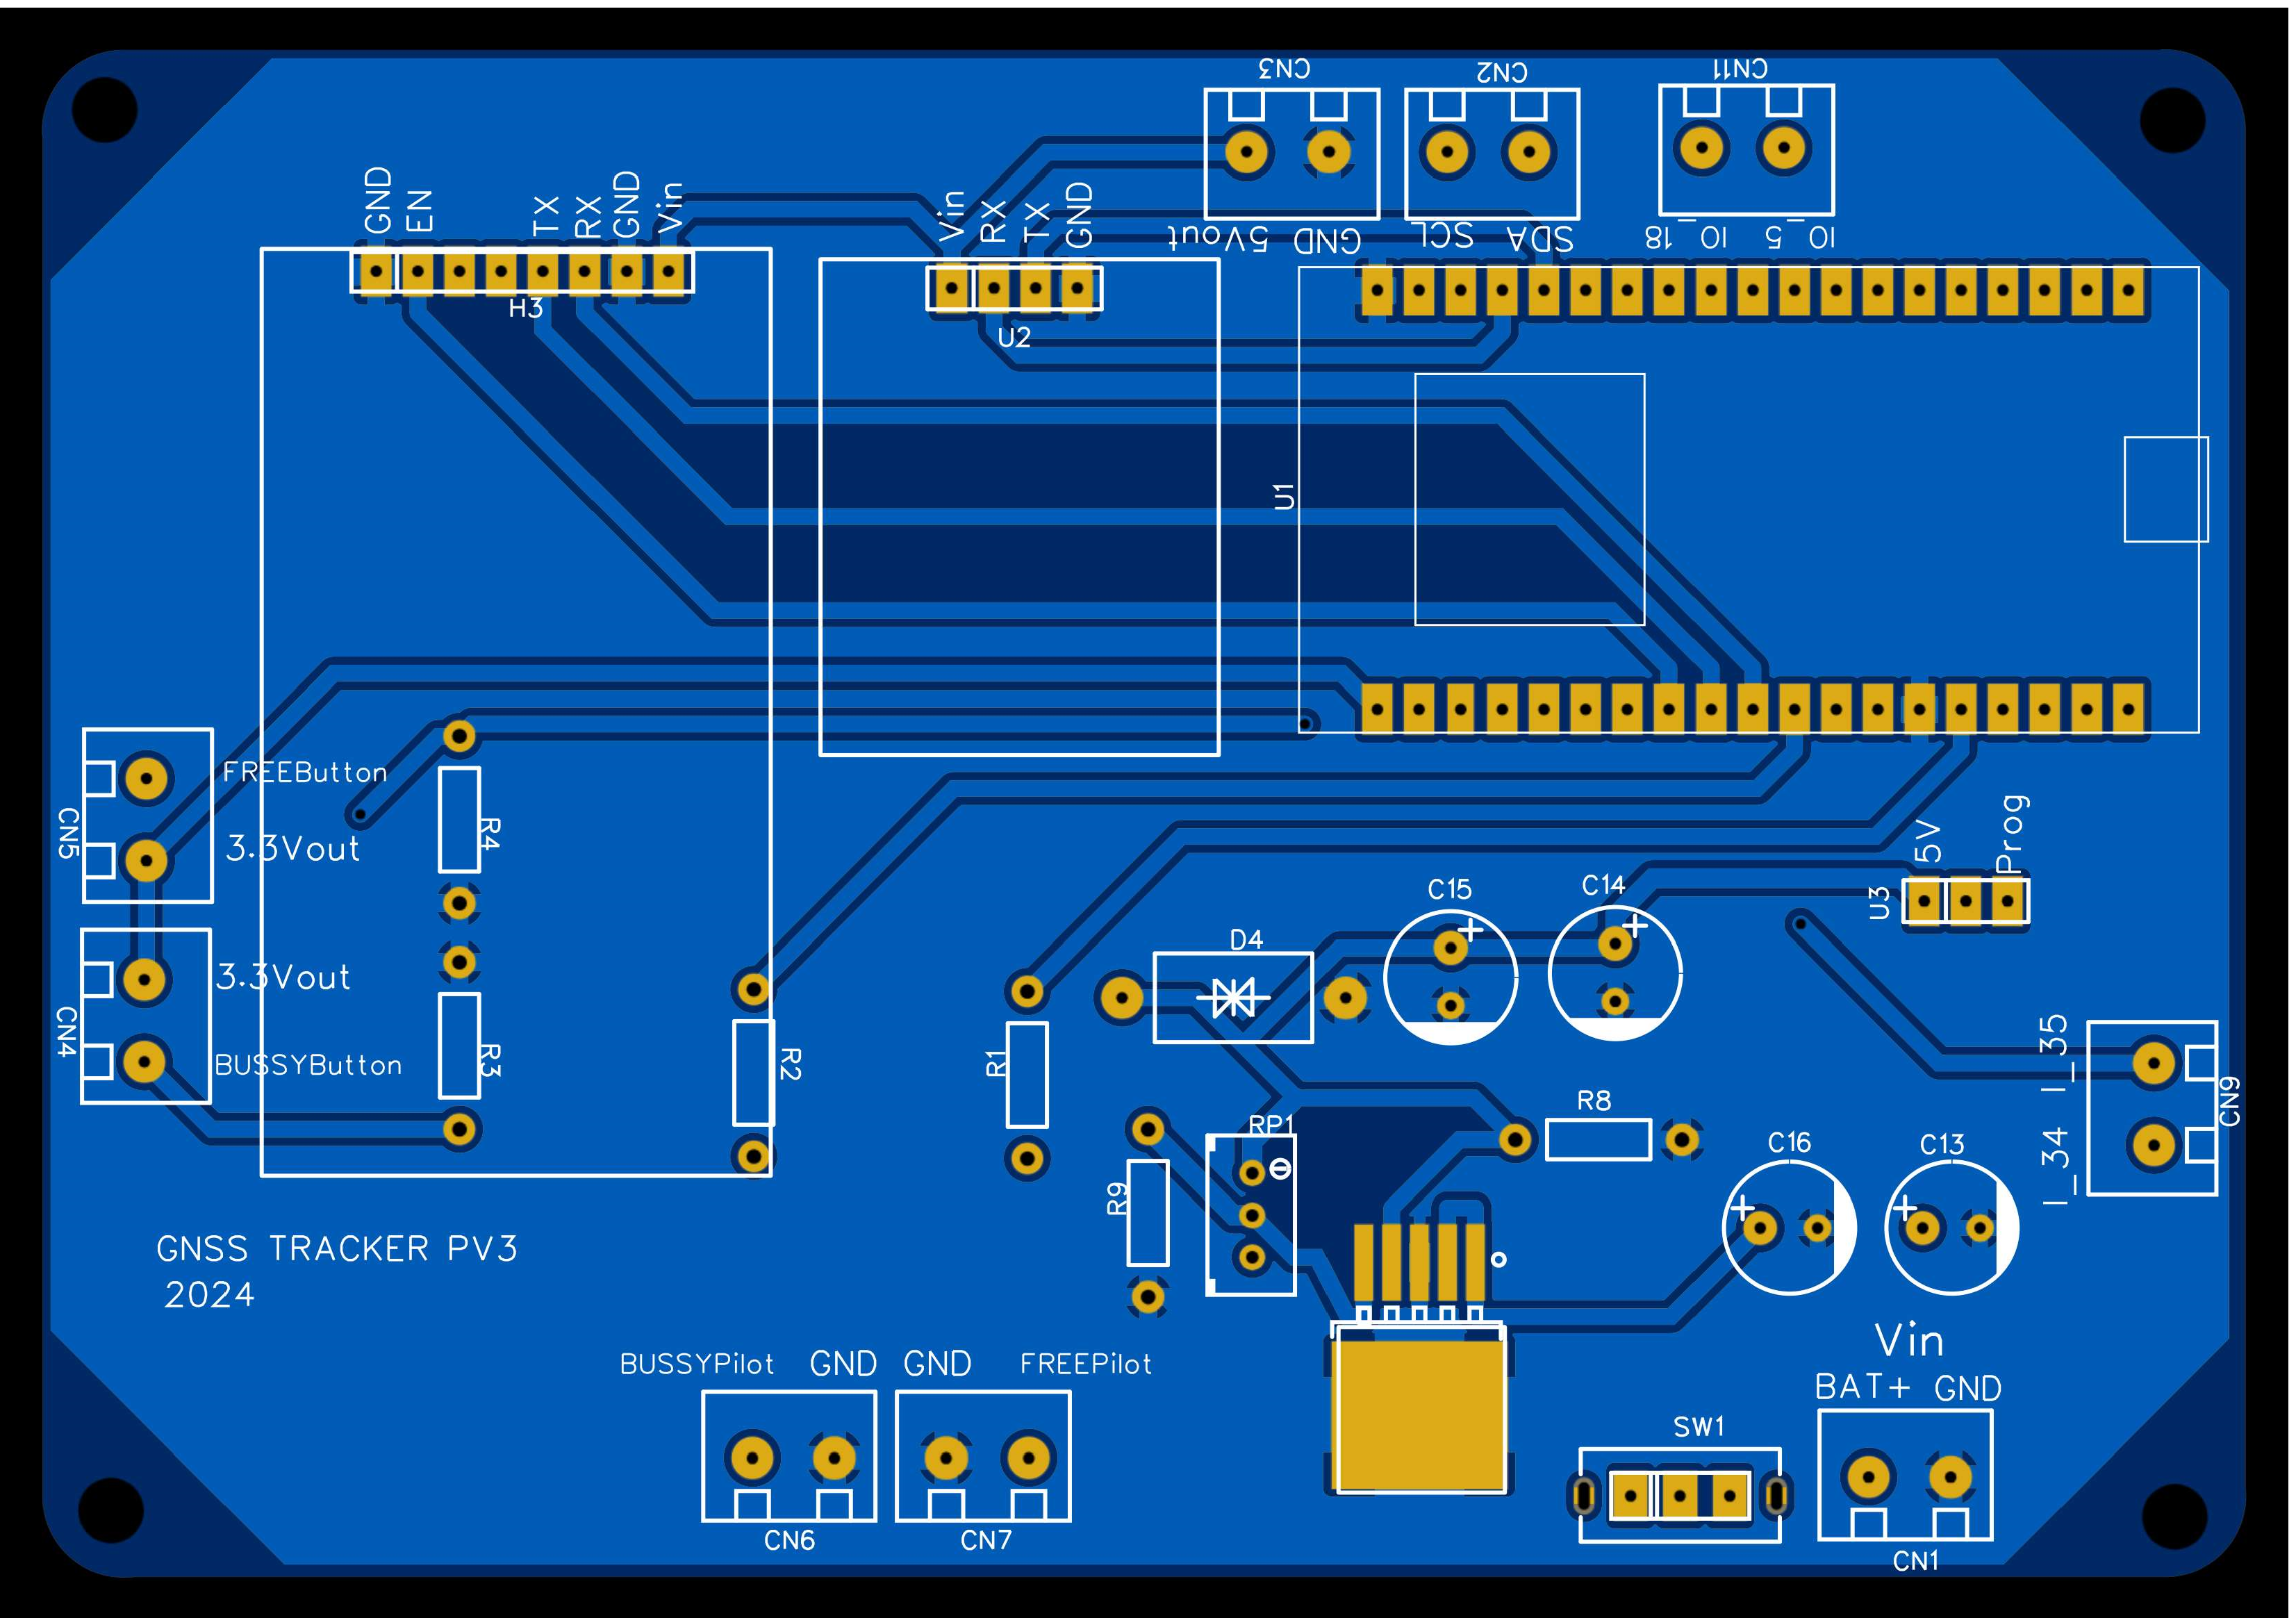 CN3
CN2
CN11
GND
EN
TX
RX
GND
Vin
Vin
RX
TX
GND
5Vout
GND
SCL
SDA
IO_18
IO_5
H3
U2
U1
FREEButton
CN5
3.3Vout
R4
5V
Prog
U3
C15
C14
D4
3.3Vout
CN4
BUSSYButton
R3
R2
R1
R8
RP1
I_35
I_34
CN9
C16
C13
R9
GNSS TRACKER PV3
2024
Vin
BAT+ GND
BUSSYPilot GND GND FREEPilot
SW1
CN6
CN7
CN1